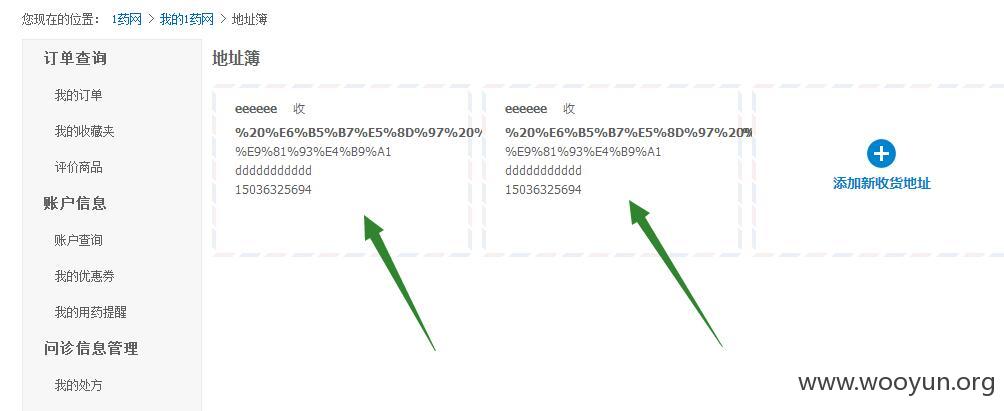 您现在的位置： 1药网 > 我的1药网 > 地址簿
订单查询
我的订单
我的收藏夹
评价商品
账户信息
账户查询
我的优惠券
我的用药提醒
问诊信息管理
我的处方
地址簿
eeeeee 收
%20%E6%B5%B7%E5%8D%97%20%
%E9%81%93%E4%B9%A1
ddddddddddd
15036325694
eeeeee 收
%20%E6%B5%B7%E5%8D%97%20%
%E9%81%93%E4%B9%A1
ddddddddddd
15036325694
添加新收货地址
www.wooyun.org